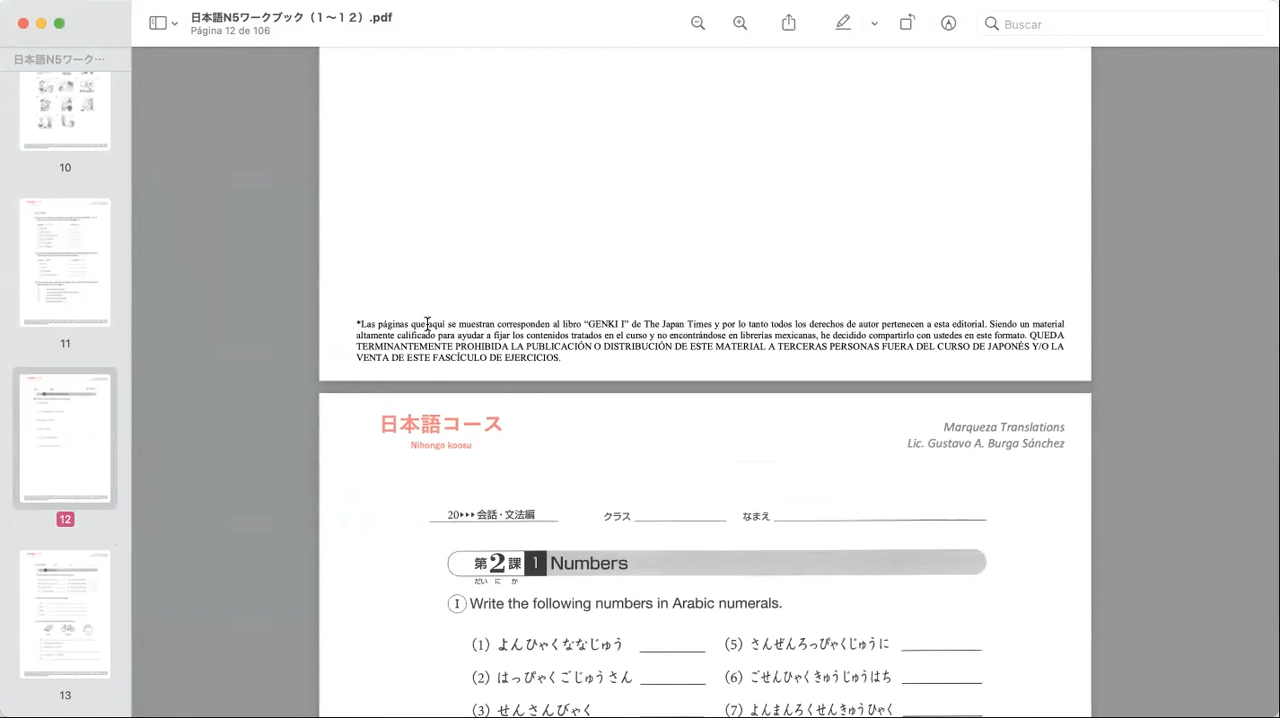 日本語N5ワークブック（１〜１２）.pdf
Página 12 de 106
Buscar
日本語N5ワーク…
10
11
12
13
*Las páginas que aquí se muestran corresponden al libro “GENKI I” de The Japan Times y por lo tanto todos los derechos de autor pertenecen a esta editorial. Siendo un material
altamente calificado para ayudar a fijar los contenidos tratados en el curso y no encontrándose en librerías mexicanas, he decidido compartirlo con ustedes en este formato. QUEDA
TERMINANTEMENTE PROHIBIDA LA PUBLICACIÓN O DISTRIBUCIÓN DE ESTE MATERIAL A TERCERAS PERSONAS FUERA DEL CURSO DE JAPONÉS Y/O LA
VENTA DE ESTE FASCÍCULO DE EJERCICIOS.
日本語コース
Nihongo koosu
Marqueza Translations
Lic. Gustavo A. Burga Sánchez
20▸▸▸会話・文法編 クラス なまえ
第2課 1 Numbers
だい に か
Ⅰ Write the following numbers in Arabic numerals.
(1) よんひゃくななじゅう (5) さんぜんろっぴゃくじゅうに
(2) はっぴゃくごじゅうさん (6) ごせんひゃくきゅうじゅうはち
(3) せんさんびゃく (7) よんまんろくせんきゅうひゃく